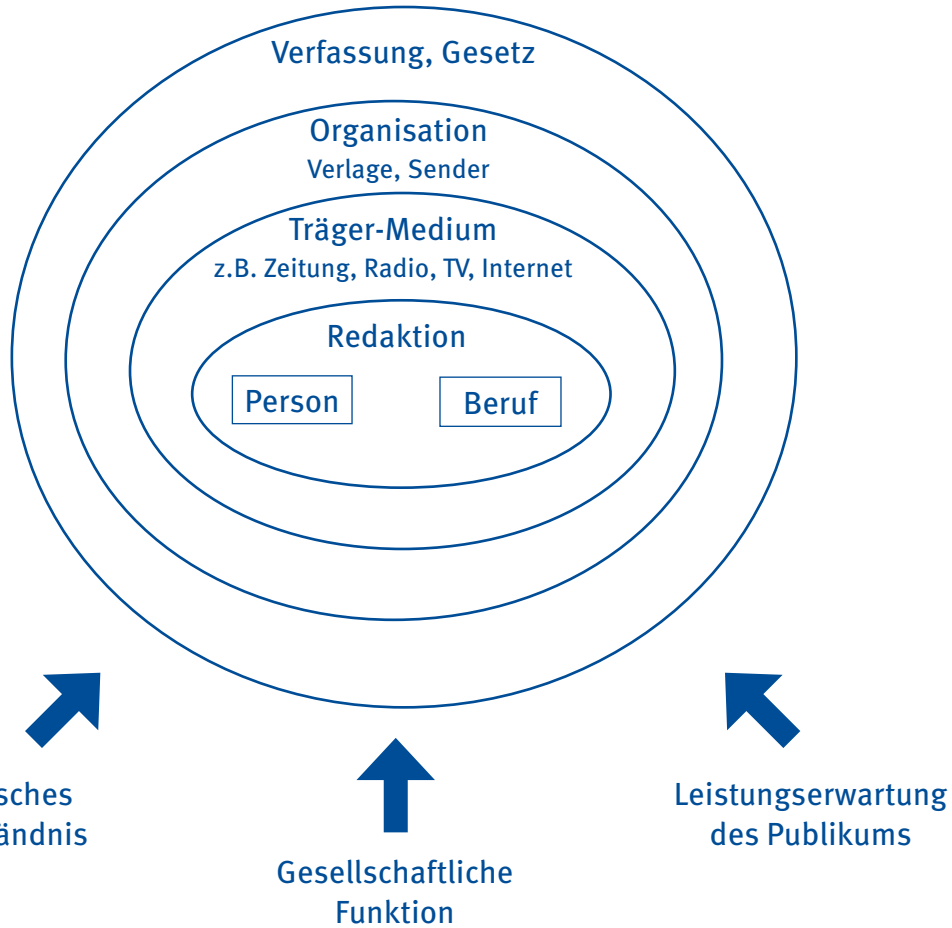 Verfassung, Gesetz
Organisation
Verlage, Sender
Träger-Medium
z.B. Zeitung, Radio, TV, Internet
Redaktion
Person
Beruf
sches
ändnis
Gesellschaftliche
Funktion
Leistungserwartung
des Publikums